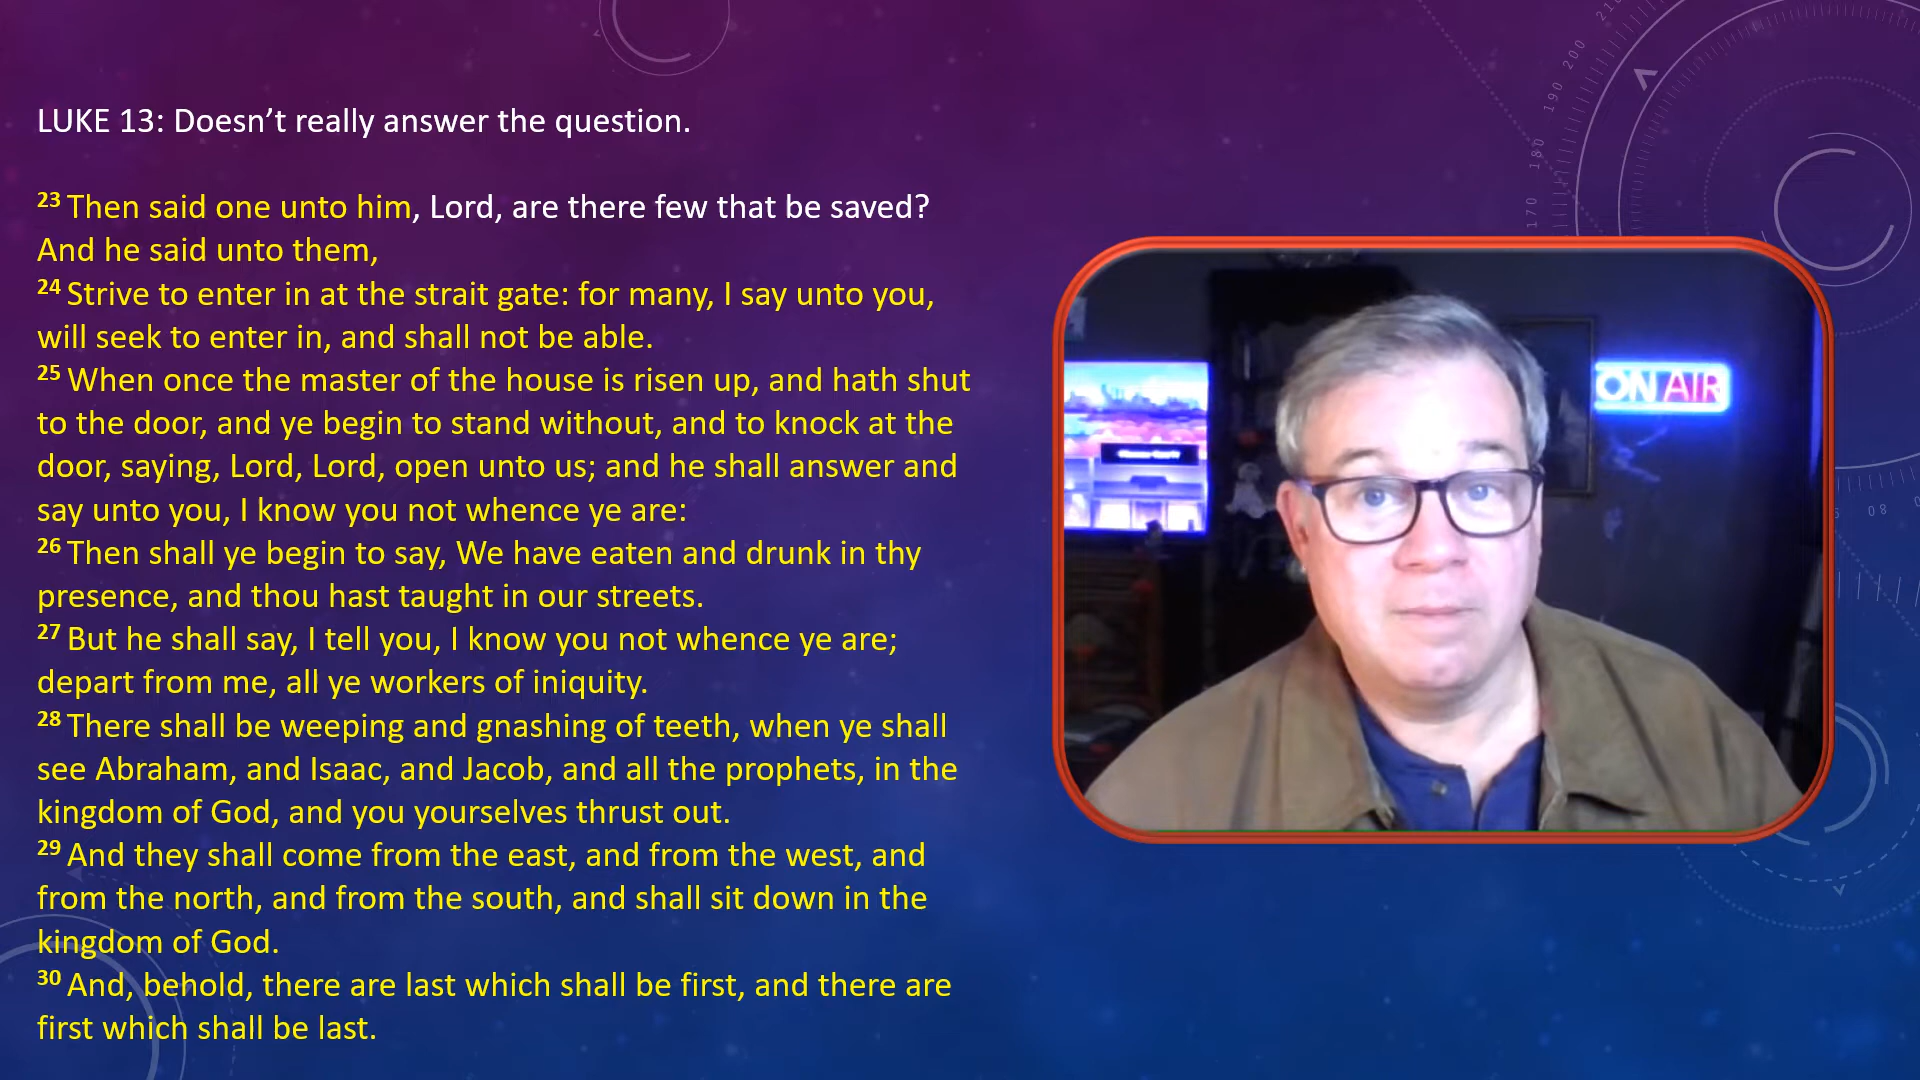 LUKE 13: Doesn’t really answer the question.
23 Then said one unto him, Lord, are there few that be saved?
And he said unto them,
24 Strive to enter in at the strait gate: for many, I say unto you,
will seek to enter in, and shall not be able.
25 When once the master of the house is risen up, and hath shut
to the door, and ye begin to stand without, and to knock at the
door, saying, Lord, Lord, open unto us; and he shall answer and
say unto you, I know you not whence ye are:
26 Then shall ye begin to say, We have eaten and drunk in thy
presence, and thou hast taught in our streets.
27 But he shall say, I tell you, I know you not whence ye are;
depart from me, all ye workers of iniquity.
28 There shall be weeping and gnashing of teeth, when ye shall
see Abraham, and Isaac, and Jacob, and all the prophets, in the
kingdom of God, and you yourselves thrust out.
29 And they shall come from the east, and from the west, and
from the north, and from the south, and shall sit down in the
kingdom of God.
30 And, behold, there are last which shall be first, and there are
first which shall be last.
ON AIR
210
200
190
180
170
80